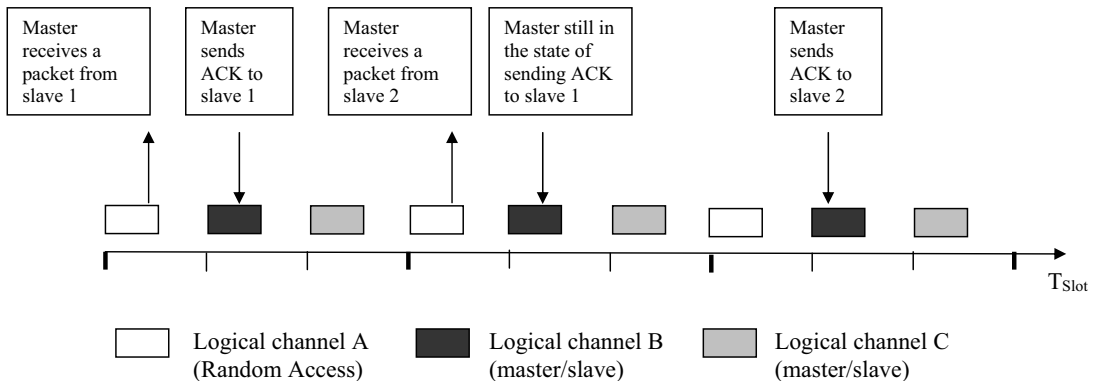 Master
receives a
packet from
slave 1
Master
sends
ACK to
slave 1
Master
receives a
packet from
slave 2
Master still in
the state of
sending ACK
to slave 1
Master
sends
ACK to
slave 2
TSlot
Logical channel A
(Random Access)
Logical channel B
(master/slave)
Logical channel C
(master/slave)